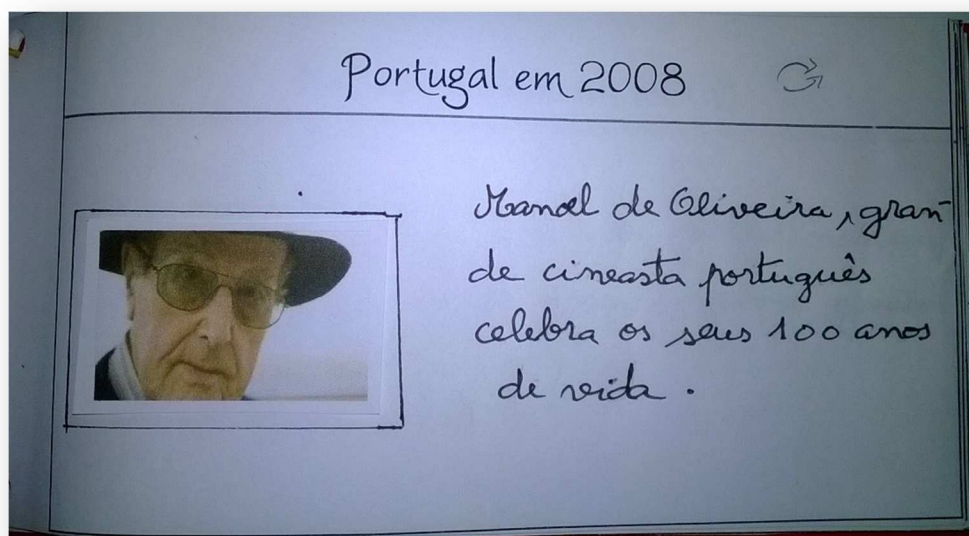 Portugal em 2008
Manoel de Oliveira, gran-
de cineasta português
celebra os seus 100 anos
de vida.